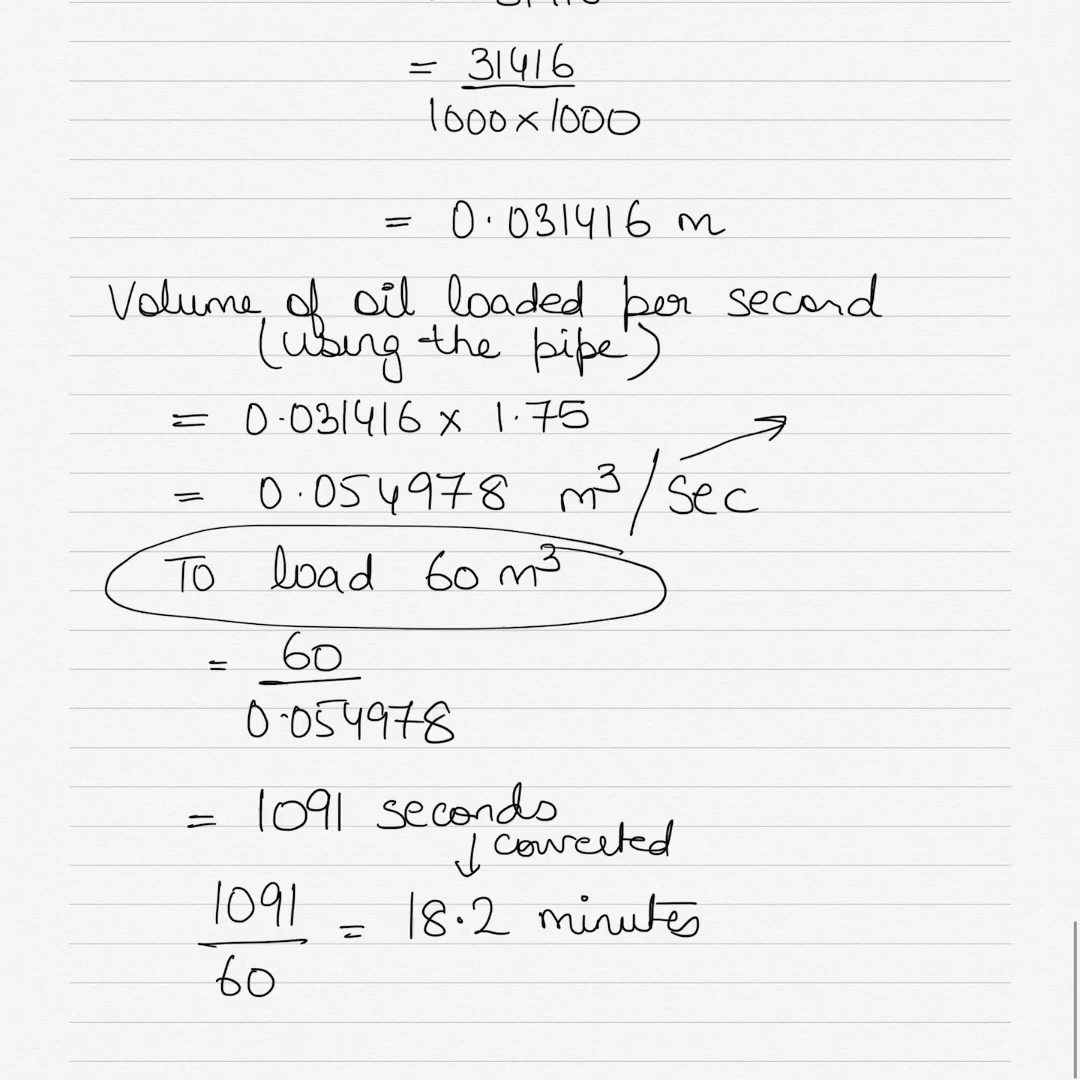 = 31416
1000 × 1000
= 0.031416 m
Volume of oil loaded per second
(using the pipe)
= 0.031416 × 1.75
= 0.054978 m³/sec
TO load 60 m³
= 60
0.054978
= 1091 seconds
↓ converted
1091 = 18.2 minutes
60